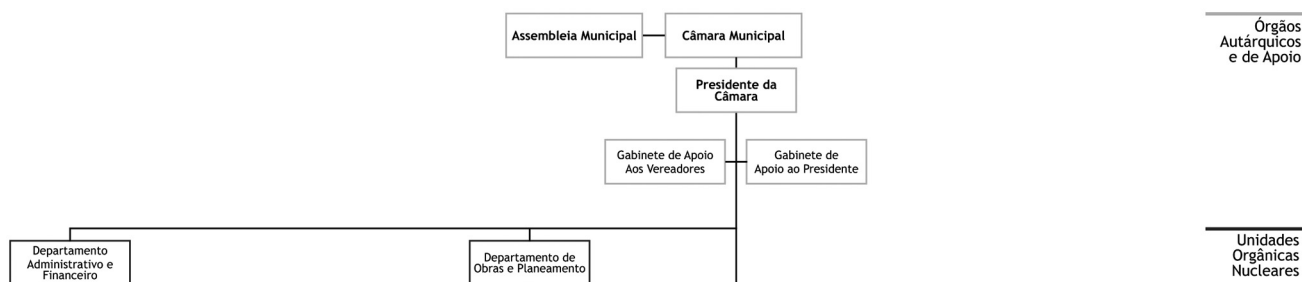 Assembleia Municipal
Câmara Municipal
Órgãos
Autárquicos
e de Apoio
Presidente da
Câmara
Gabinete de Apoio
Aos Vereadores
Gabinete de
Apoio ao Presidente
Departamento
Administrativo e
Financeiro
Departamento de
Obras e Planeamento
Unidades
Orgânicas
Nucleares